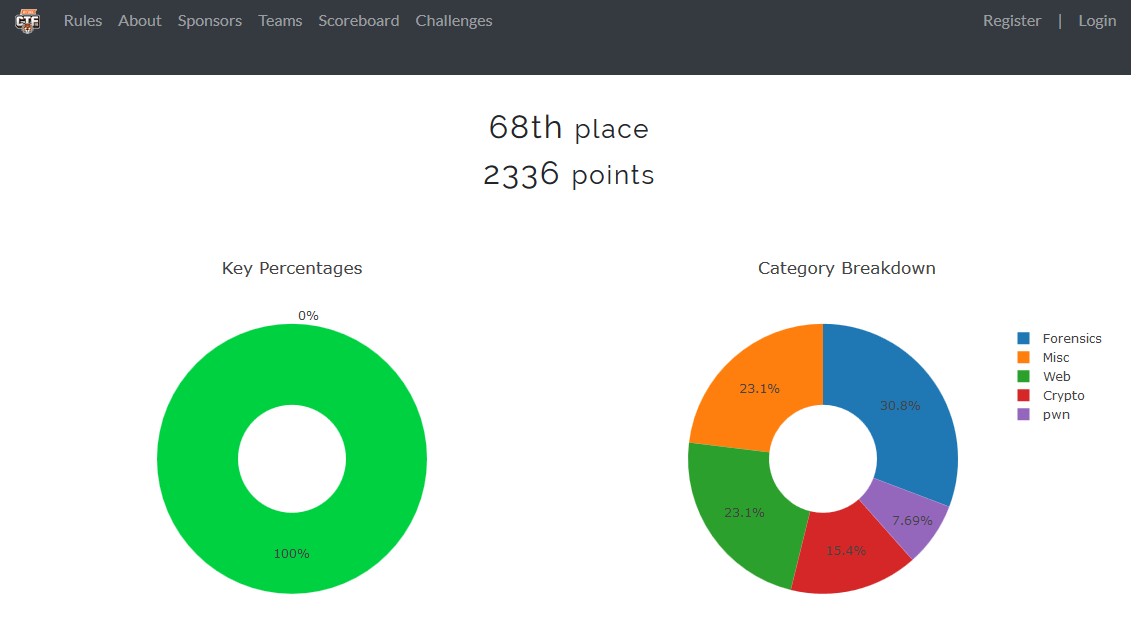 CTF Rules About Sponsors Teams Scoreboard Challenges Register | Login
68th place
2336 points
Key Percentages
0%
100%
Category Breakdown
23.1%
30.8%
23.1%
7.69%
15.4%
Forensics
Misc
Web
Crypto
pwn